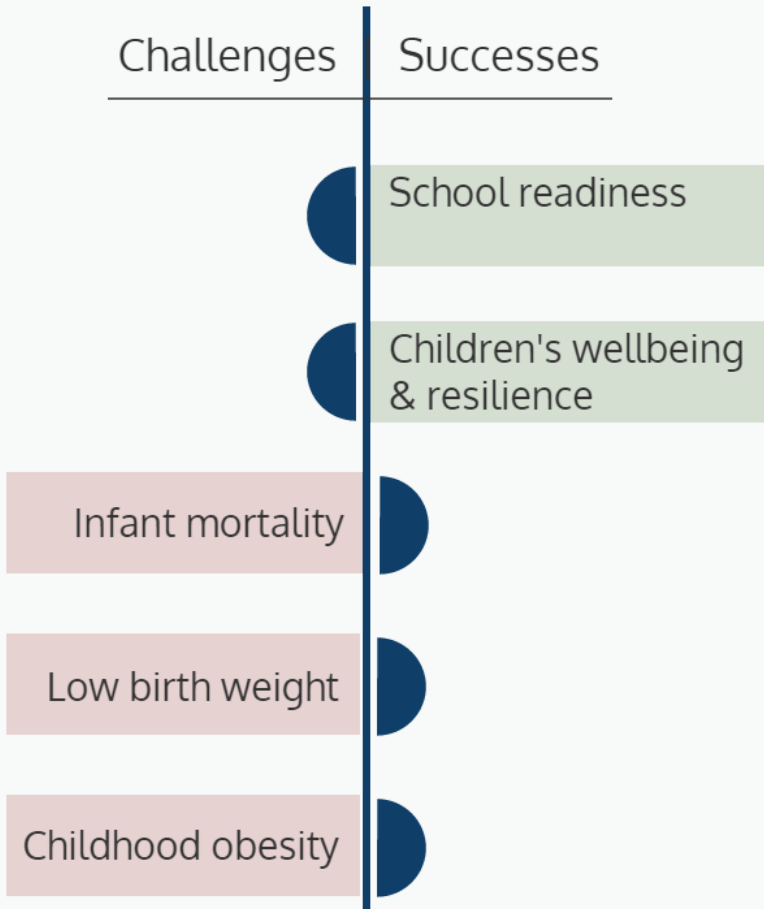 Challenges
Successes
School readiness
Children's wellbeing
& resilience
Infant mortality
Low birth weight
Childhood obesity